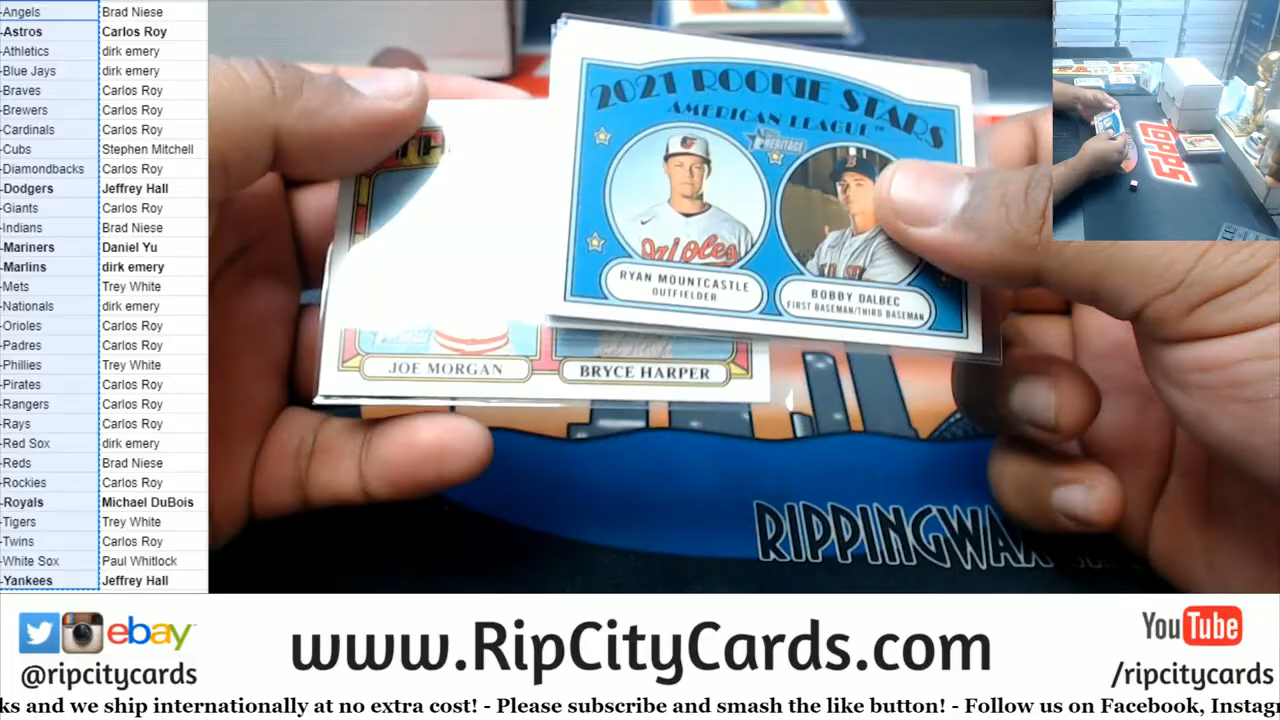 -Angels Brad Niese
-Astros Carlos Roy
-Athletics dirk emery
-Blue Jays dirk emery
-Braves Carlos Roy
-Brewers Carlos Roy
-Cardinals Carlos Roy
-Cubs Stephen Mitchell
-Diamondbacks Carlos Roy
-Dodgers Jeffrey Hall
-Giants Carlos Roy
-Indians Brad Niese
-Mariners Daniel Yu
-Marlins dirk emery
-Mets Trey White
-Nationals dirk emery
-Orioles Carlos Roy
-Padres Carlos Roy
-Phillies Trey White
-Pirates Carlos Roy
-Rangers Carlos Roy
-Rays Carlos Roy
-Red Sox dirk emery
-Reds Brad Niese
-Rockies Carlos Roy
-Royals Michael DuBois
-Tigers Trey White
-Twins Carlos Roy
-White Sox Paul Whitlock
-Yankees Jeffrey Hall
2021 ROOKIE STARS
AMERICAN LEAGUE™
HERITAGE
Orioles
RYAN MOUNTCASTLE
OUTFIELDER
BOBBY DALBEC
FIRST BASEMAN/THIRD BASEMAN
JOE MORGAN
BRYCE HARPER
TOPPS
RIPPINGWAX
ebay
@ripcitycards
www.RipCityCards.com
YouTube
/ripcitycards
ks and we ship internationally at no extra cost! - Please subscribe and smash the like button! - Follow us on Facebook, Instag